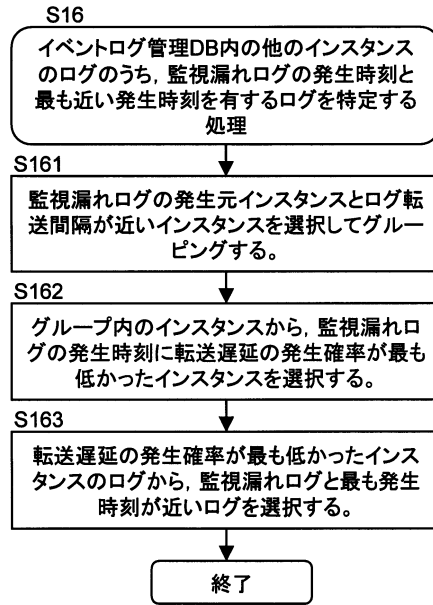 S16
イベントログ管理DB内の他のインスタンス
のログのうち，監視漏れログの発生時刻と
最も近い発生時刻を有するログを特定する
処理
S161
監視漏れログの発生元インスタンスとログ転
送間隔が近いインスタンスを選択してグルー
ピングする。
S162
グループ内のインスタンスから，監視漏れロ
グの発生時刻に転送遅延の発生確率が最も
低かったインスタンスを選択する。
S163
転送遅延の発生確率が最も低かったインス
タンスのログから，監視漏れログと最も発生
時刻が近いログを選択する。
終了